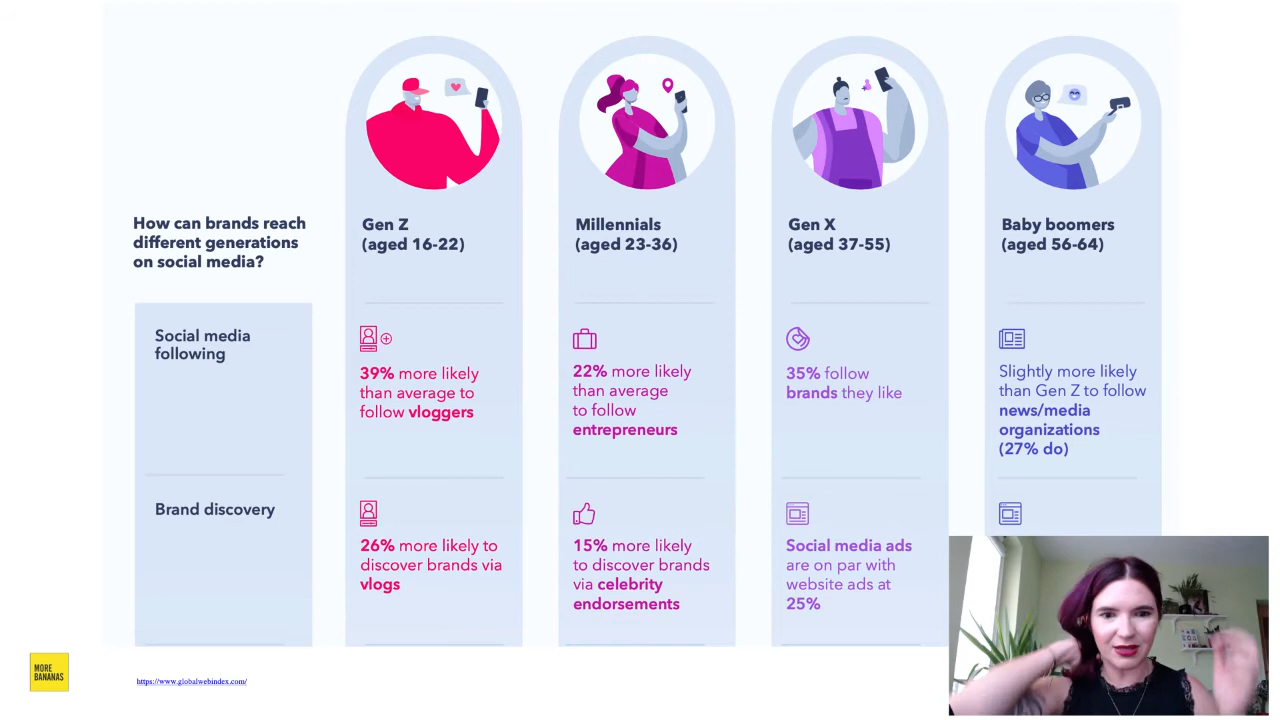 How can brands reach
different generations
on social media?
Gen Z
(aged 16-22)
Millennials
(aged 23-36)
Gen X
(aged 37-55)
Baby boomers
(aged 56-64)
Social media
following
39% more likely
than average to
follow vloggers
22% more likely
than average
to follow
entrepreneurs
35% follow
brands they like
Slightly more likely
than Gen Z to follow
news/media
organizations
(27% do)
Brand discovery
26% more likely to
discover brands via
vlogs
15% more likely
to discover brands
via celebrity
endorsements
Social media ads
are on par with
website ads at
25%
MORE
BANANAS
https://www.globalwebindex.com/